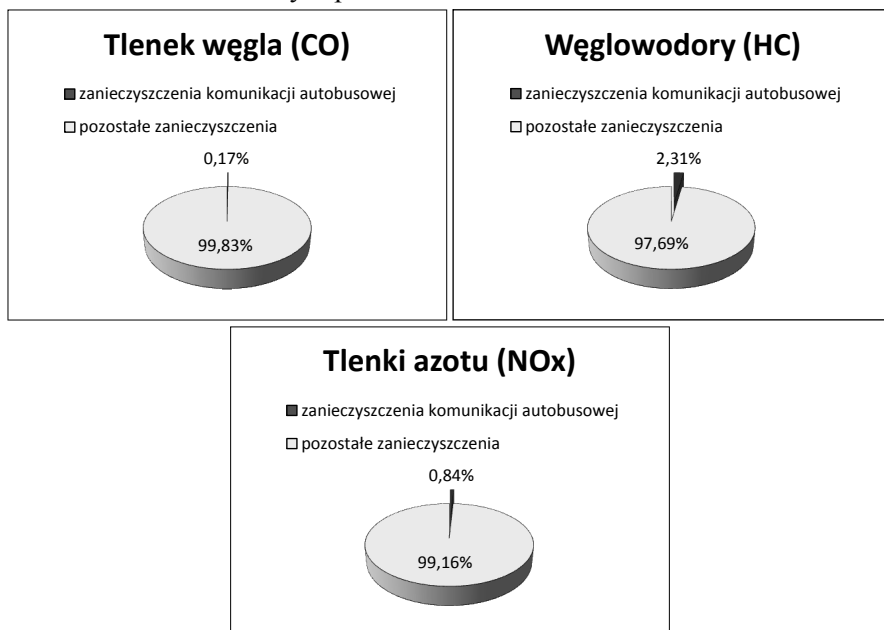 Tlenek węgla (CO)
zanieczyszczenia komunikacji autobusowej
pozostałe zanieczyszczenia
0,17%
99,83%
Węglowodory (HC)
zanieczyszczenia komunikacji autobusowej
pozostałe zanieczyszczenia
2,31%
97,69%
Tlenki azotu (NOx)
zanieczyszczenia komunikacji autobusowej
pozostałe zanieczyszczenia
0,84%
99,16%